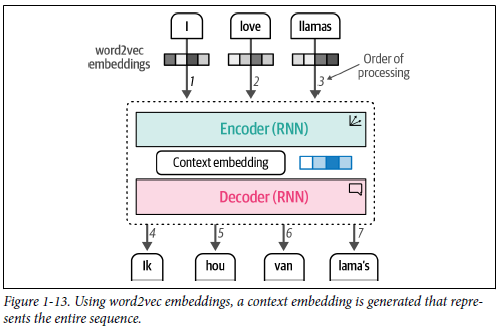 I love llamas
word2vec
embeddings
1 2 3
Order of
processing
Encoder (RNN)
Context embedding
Decoder (RNN)
4 5 6 7
Ik hou van lama's
Figure 1-13. Using word2vec embeddings, a context embedding is generated that repre-
sents the entire sequence.